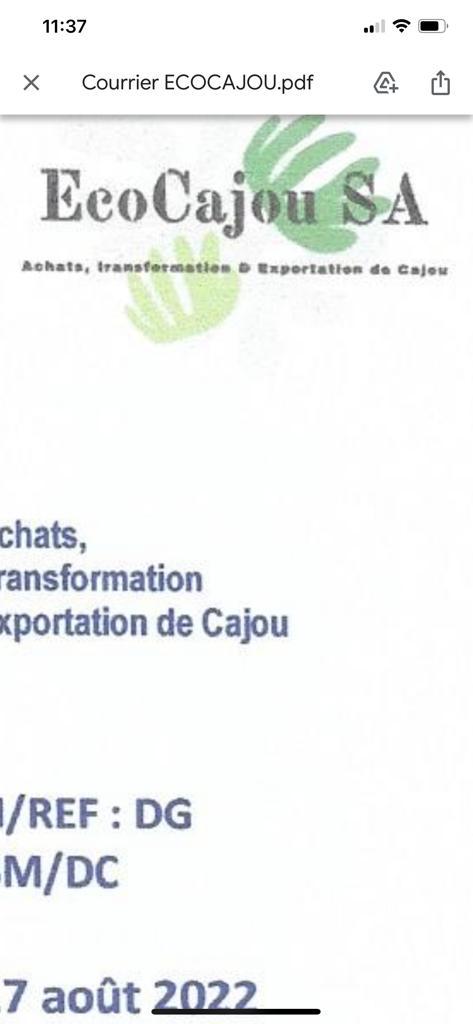 11:37
Courrier ECOCAJOU.pdf
EcoCajou SA
Achats, transformation & Exportation de Cajou
chats,
ransformation
xportation de Cajou
/REF : DG
M/DC
7 août 2022